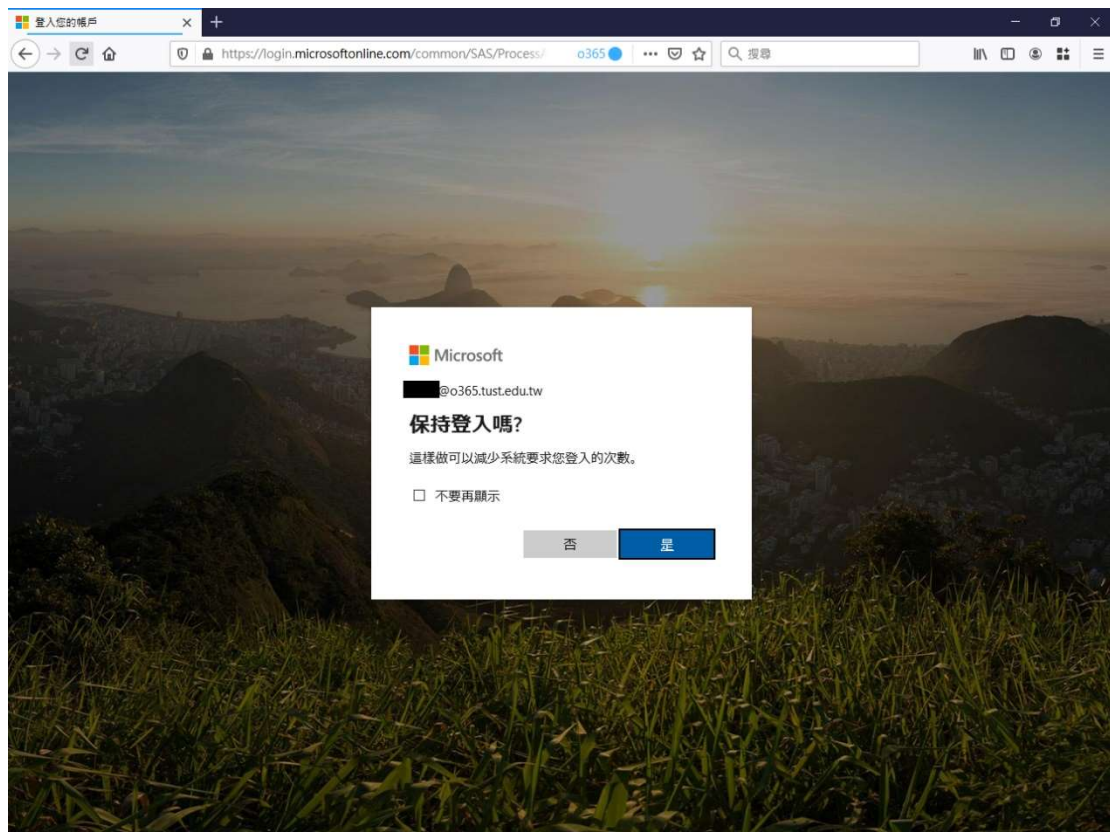 登入您的帳戶
https://login.microsoftonline.com/common/SAS/Process/
o365
搜尋
Microsoft
@o365.tust.edu.tw
保持登入嗎?
這樣做可以減少系統要求您登入的次數。
不要再顯示
否
是